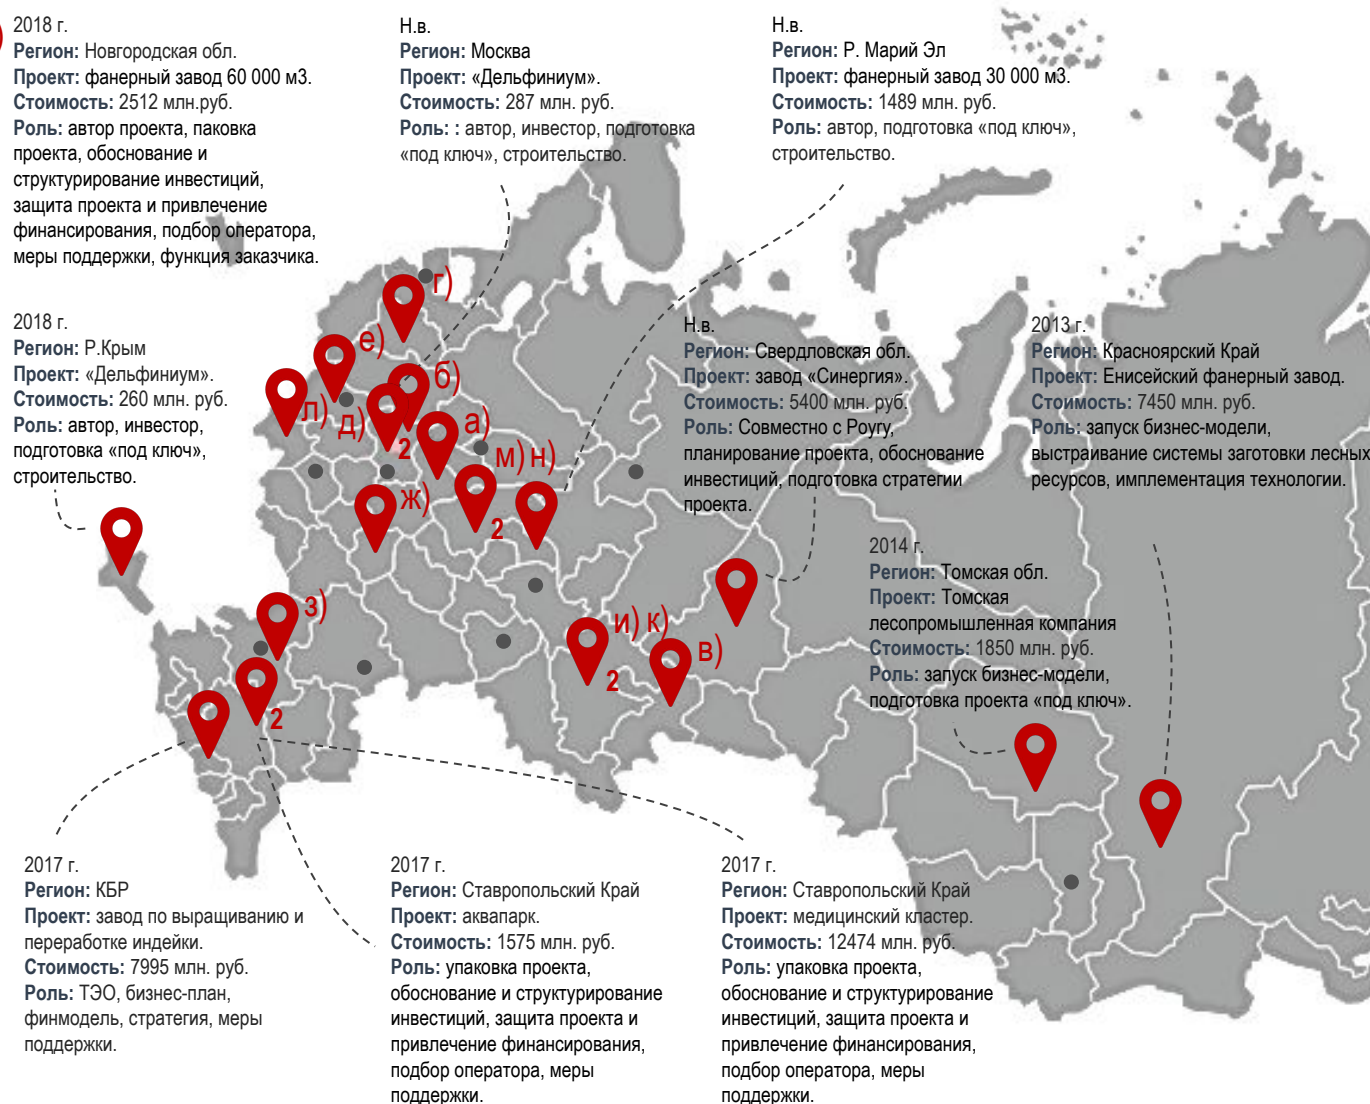 2018 г.
Регион: Новгородская обл.
Проект: фанерный завод 60 000 м3.
Стоимость: 2512 млн.руб.
Роль: автор проекта, паковка
проекта, обоснование и
структурирование инвестиций,
защита проекта и привлечение
финансирования, подбор оператора,
меры поддержки, функция заказчика.
Н.в.
Регион: Москва
Проект: «Дельфиниум».
Стоимость: 287 млн. руб.
Роль: : автор, инвестор, подготовка
«под ключ», строительство.
Н.в.
Регион: Р. Марий Эл
Проект: фанерный завод 30 000 м3.
Стоимость: 1489 млн. руб.
Роль: автор, подготовка «под ключ»,
строительство.
2018 г.
Регион: Р.Крым
Проект: «Дельфиниум».
Стоимость: 260 млн. руб.
Роль: автор, инвестор,
подготовка «под ключ»,
строительство.
Н.в.
Регион: Свердловская обл.
Проект: завод «Синергия».
Стоимость: 5400 млн. руб.
Роль: Совместно с Poyry,
планирование проекта, обоснование
инвестиций, подготовка стратегии
проекта.
2013 г.
Регион: Красноярский Край
Проект: Енисейский фанерный завод.
Стоимость: 7450 млн. руб.
Роль: запуск бизнес-модели,
выстраивание системы заготовки лесных
ресурсов, имплементация технологии.
2014 г.
Регион: Томская обл.
Проект: Томская
лесопромышленная компания
Стоимость: 1850 млн. руб.
Роль: запуск бизнес-модели,
подготовка проекта «под ключ».
г)
е)
б)
л)
д)
2
а)
м) н)
ж)
2
з)
и) к)
в)
2
2
2017 г.
Регион: КБР
Проект: завод по выращиванию и
переработке индейки.
Стоимость: 7995 млн. руб.
Роль: ТЭО, бизнес-план,
финмодель, стратегия, меры
поддержки.
2017 г.
Регион: Ставропольский Край
Проект: аквапарк.
Стоимость: 1575 млн. руб.
Роль: упаковка проекта,
обоснование и структурирование
инвестиций, защита проекта и
привлечение финансирования,
подбор оператора, меры
поддержки.
2017 г.
Регион: Ставропольский Край
Проект: медицинский кластер.
Стоимость: 12474 млн. руб.
Роль: упаковка проекта,
обоснование и структурирование
инвестиций, защита проекта и
привлечение финансирования,
подбор оператора, меры
поддержки.